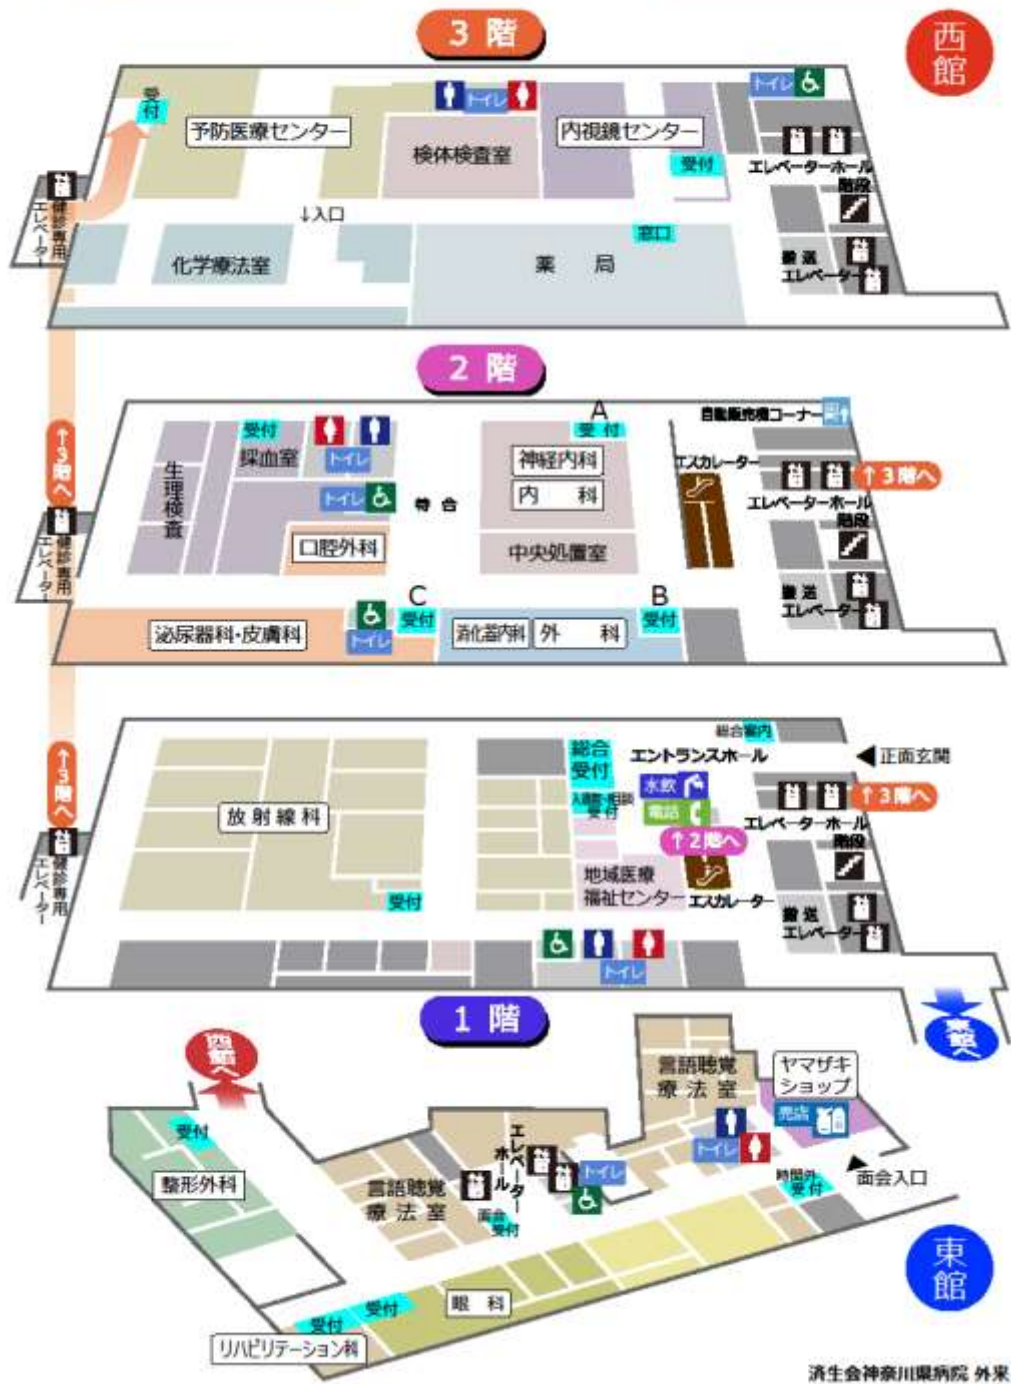 3 階
西館
受付
予防医療センター
トイレ
検体検査室
内視鏡センター
受付
トイレ
エレベーターホール
階段
搬送
エレベーター
健診専用
エレベーター
↓入口
化学療法室
薬 局
窓口
2 階
↑3階へ
健診専用
エレベーター
生理検査
受付
採血室
トイレ
トイレ
口腔外科
待 合
A
受 付
神経内科
内 科
中央処置室
エスカレーター
自動販売機コーナー
エレベーターホール
↑3階へ
階段
搬送
エレベーター
泌尿器科・皮膚科
トイレ
C
受付
消化器内科
外 科
B
受付
↑3階へ
健診専用
エレベーター
放 射 線 科
受付
総合
受付
入退院・相談
受付
地域医療
福祉センター
総合案内
エントランスホール
水飲
電話
↑2階へ
エスカレーター
正面玄関
エレベーターホール
↑3階へ
階段
搬送
エレベーター
トイレ
1 階
東館へ
西館へ
受付
整形外科
言語聴覚
療 法 室
エレベーター
ホール
面会
受付
トイレ
言語聴覚
療 法 室
トイレ
ヤマザキ
ショップ
売店
時間外
受付
面会入口
東館
受付
受付
眼 科
リハビリテーション科
済生会神奈川県病院 外来